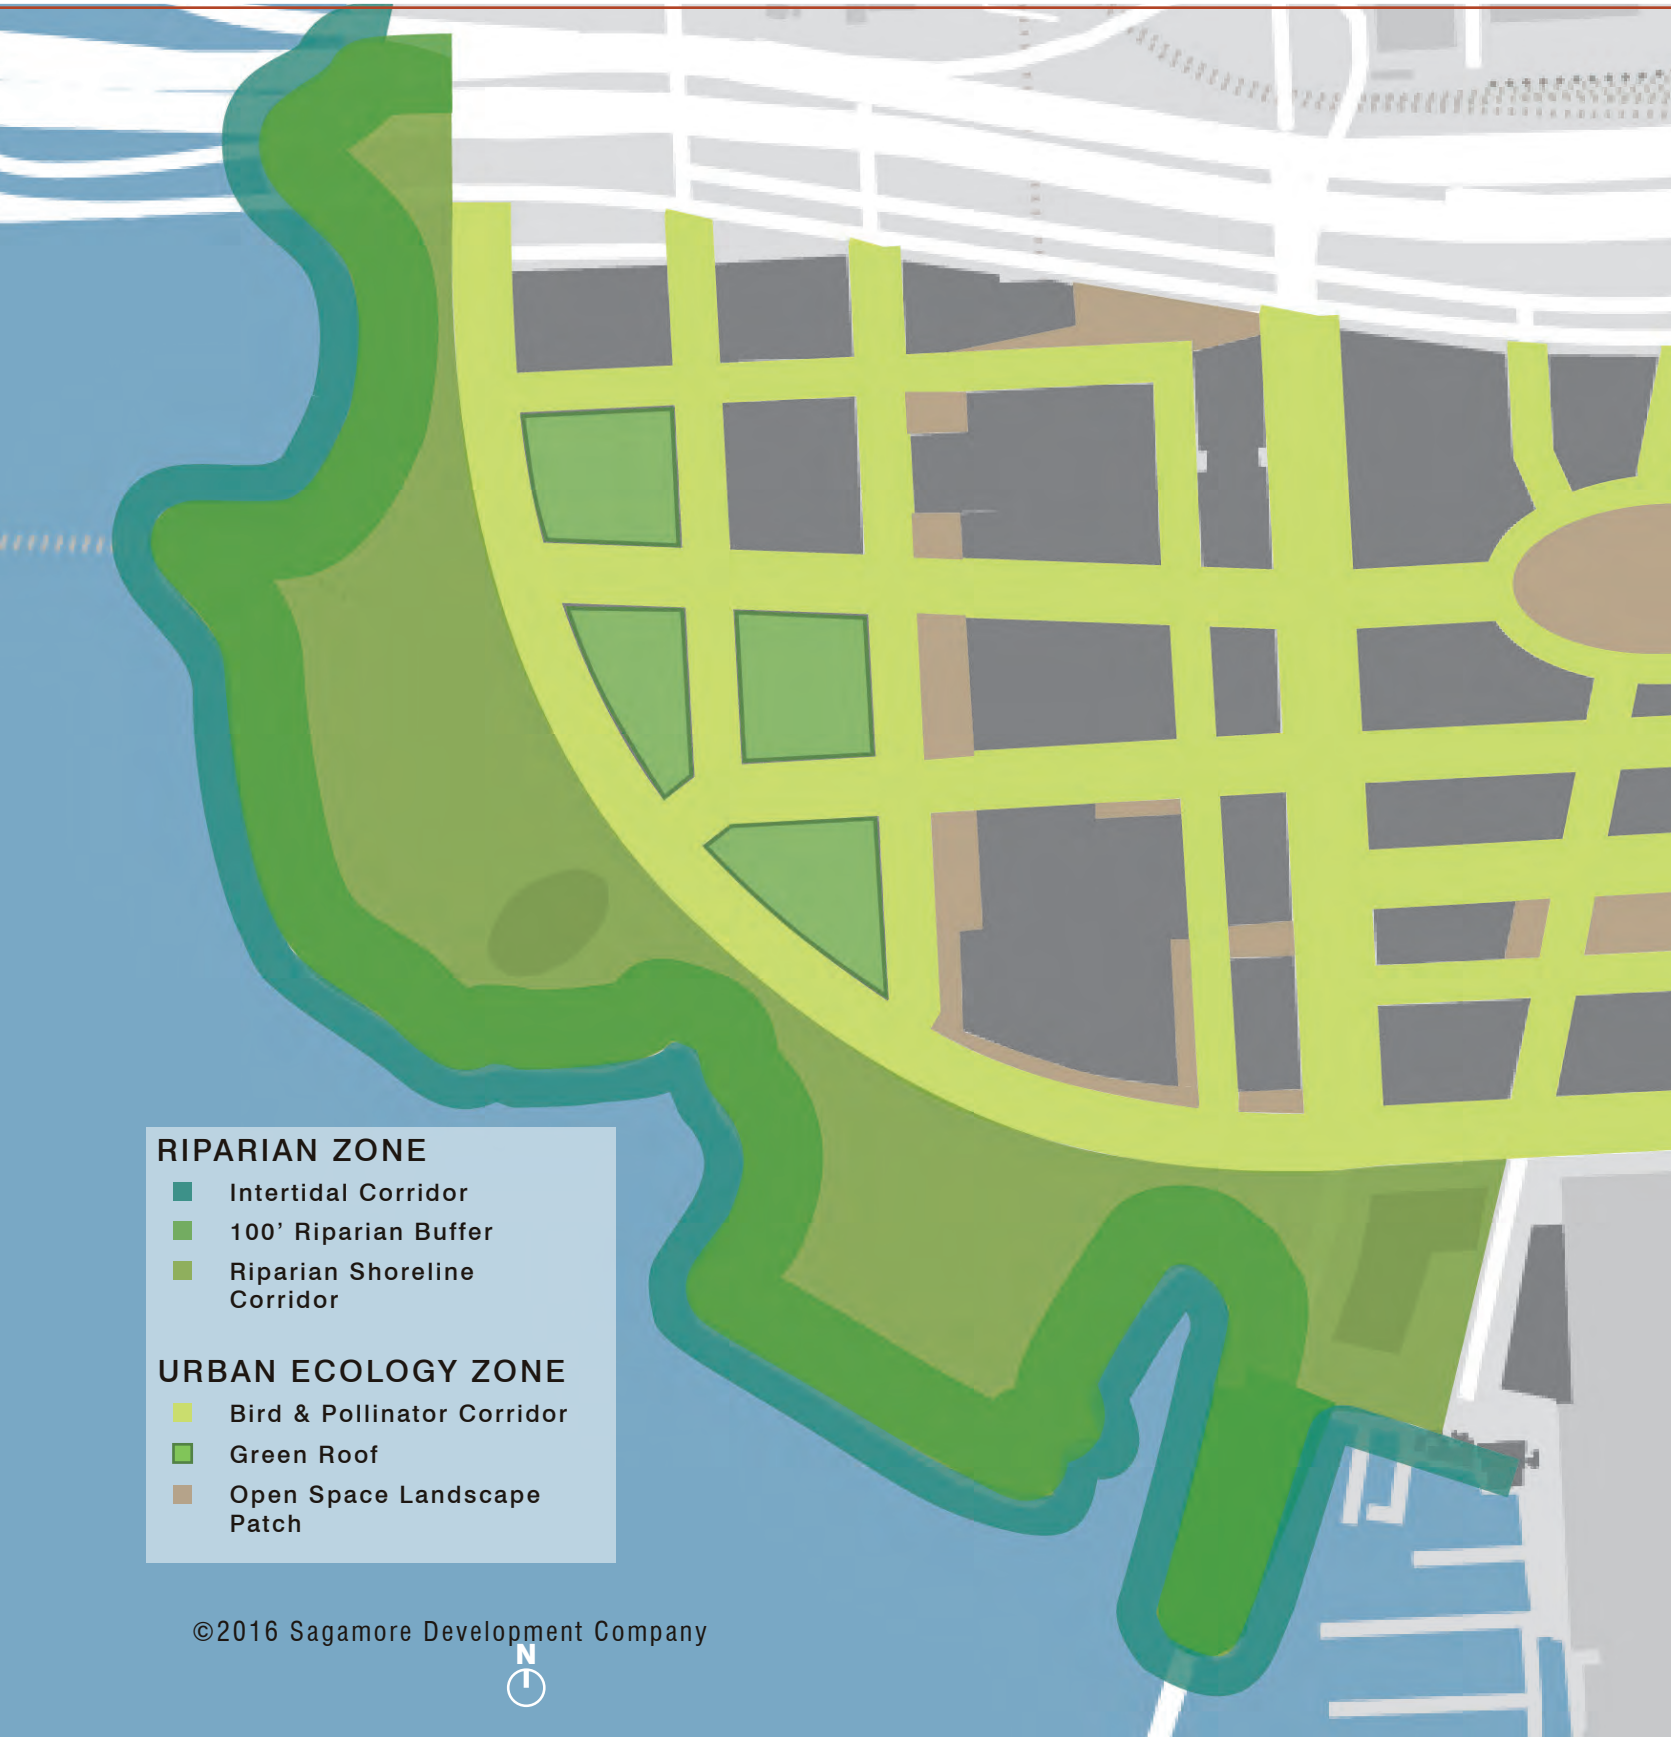 RIPARIAN ZONE
Intertidal Corridor
100’ Riparian Buffer
Riparian Shoreline
Corridor
URBAN ECOLOGY ZONE
Bird & Pollinator Corridor
Green Roof
Open Space Landscape
Patch
©2016 Sagamore Development Company
N